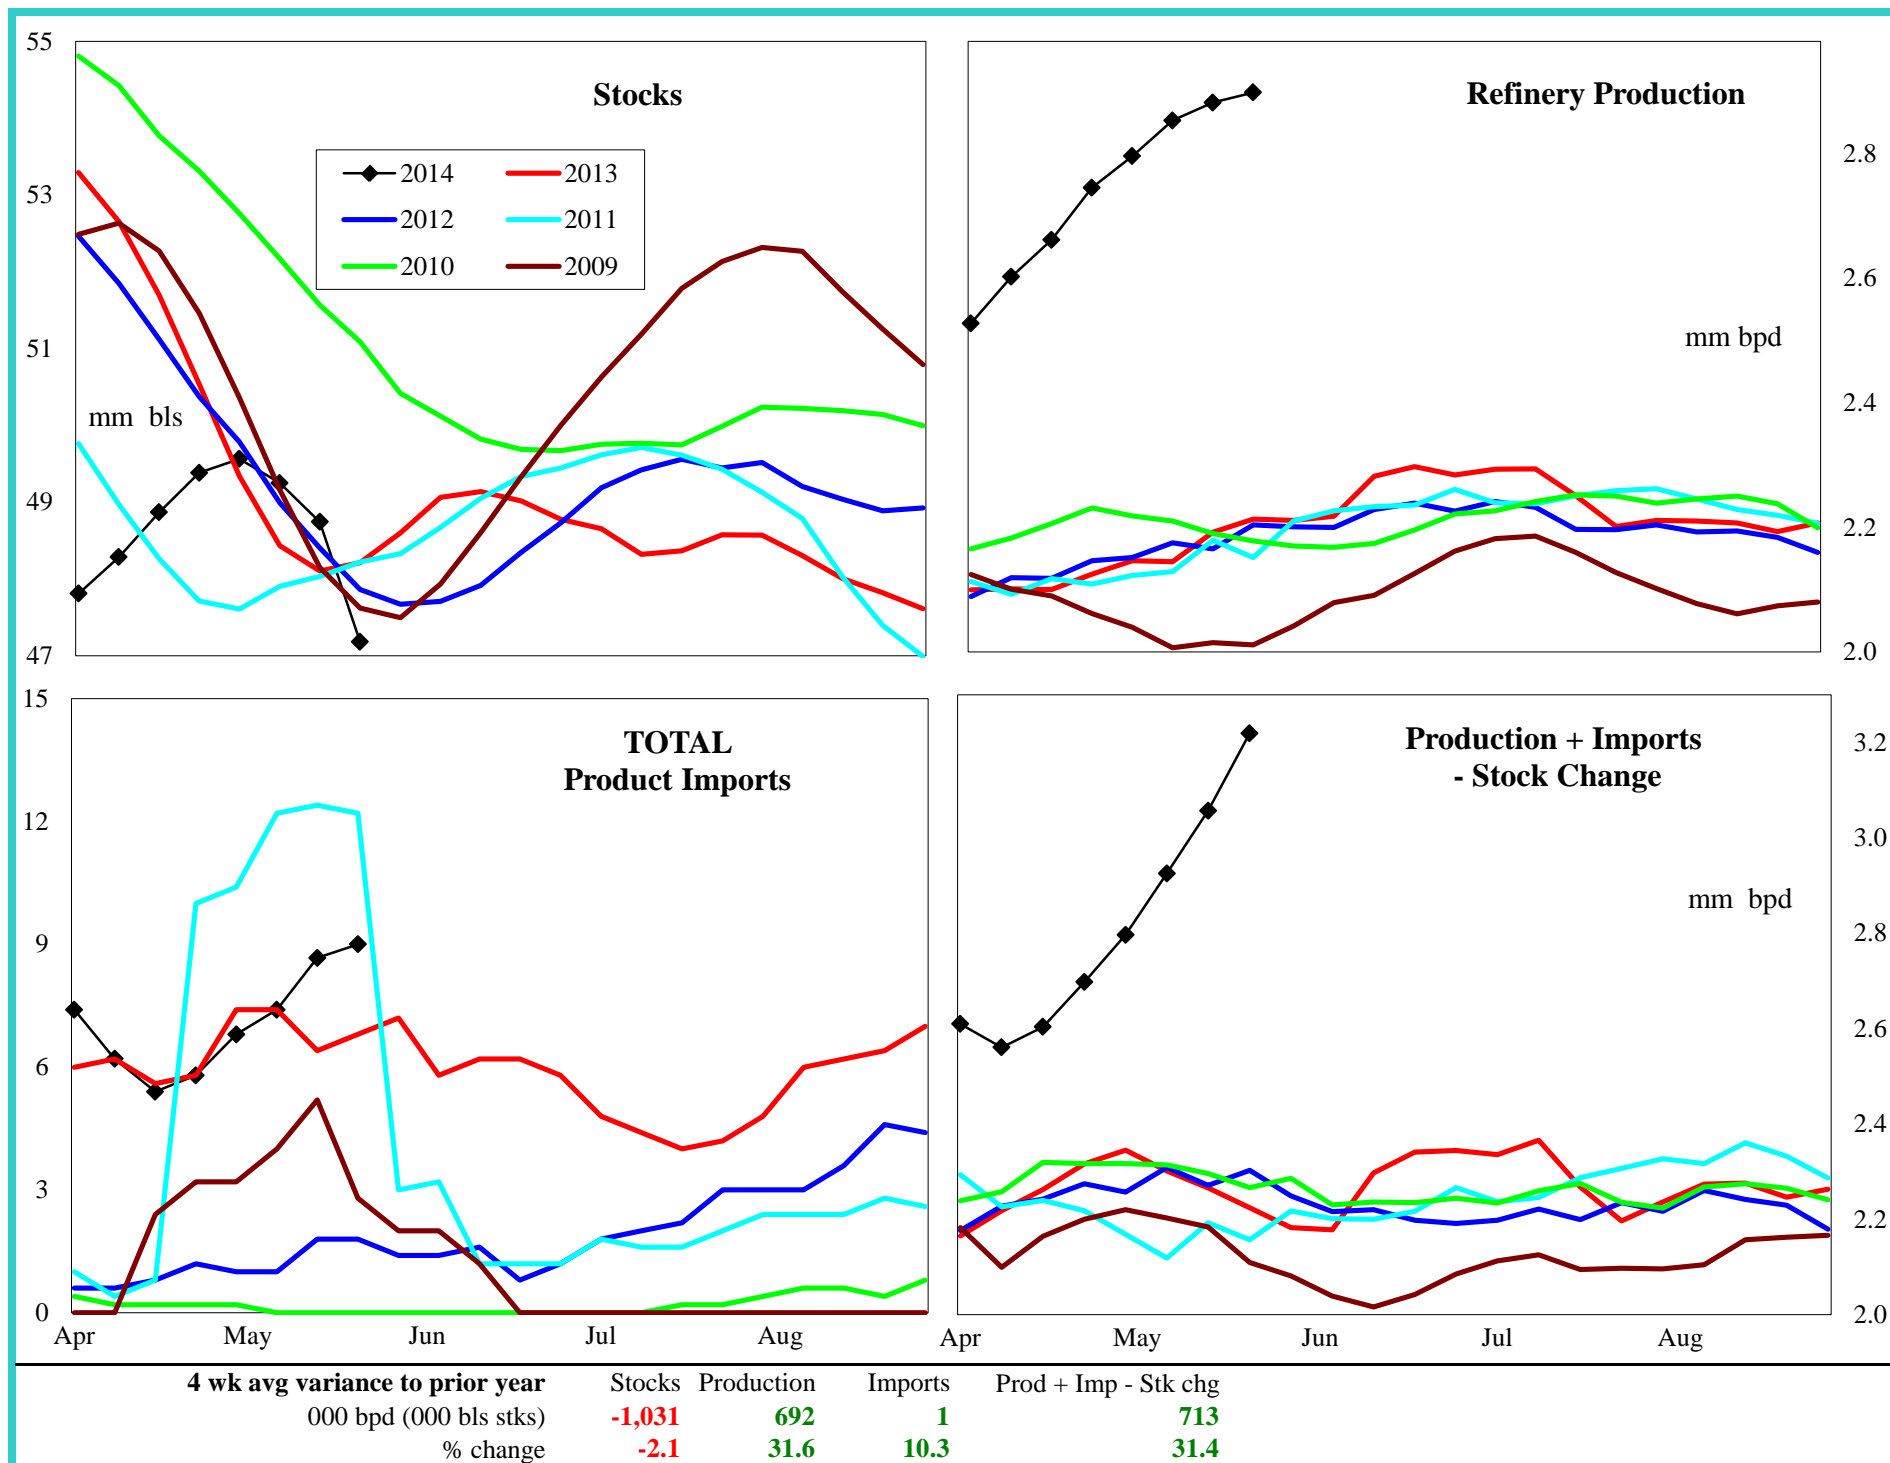 Stocks
55
53
51
49
47
mm bls
2014 2013
2012 2011
2010 2009
Refinery Production
mm bpd
2.8
2.6
2.4
2.2
2.0
TOTAL
Product Imports
15
12
9
6
3
0
Apr May Jun Jul Aug
Production + Imports
- Stock Change
mm bpd
3.2
3.0
2.8
2.6
2.4
2.2
2.0
Apr May Jun Jul Aug
4 wk avg variance to prior year Stocks Production Imports Prod + Imp - Stk chg
000 bpd (000 bls stks) -1,031 692 1 713
% change -2.1 31.6 10.3 31.4